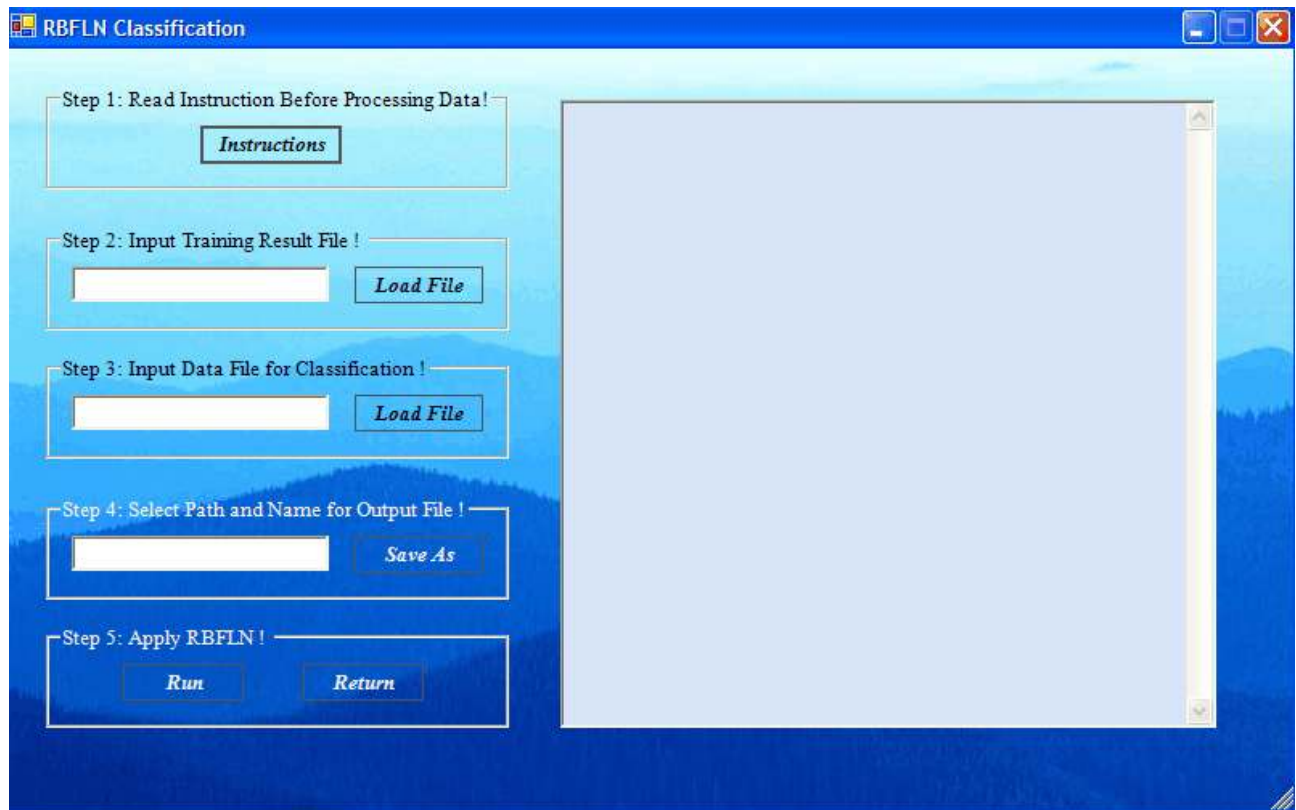 RBFLN Classification
Step 1: Read Instruction Before Processing Data!
Instructions
Step 2: Input Training Result File !
Load File
Step 3: Input Data File for Classification !
Load File
Step 4: Select Path and Name for Output File !
Save As
Step 5: Apply RBFLN !
Run
Return